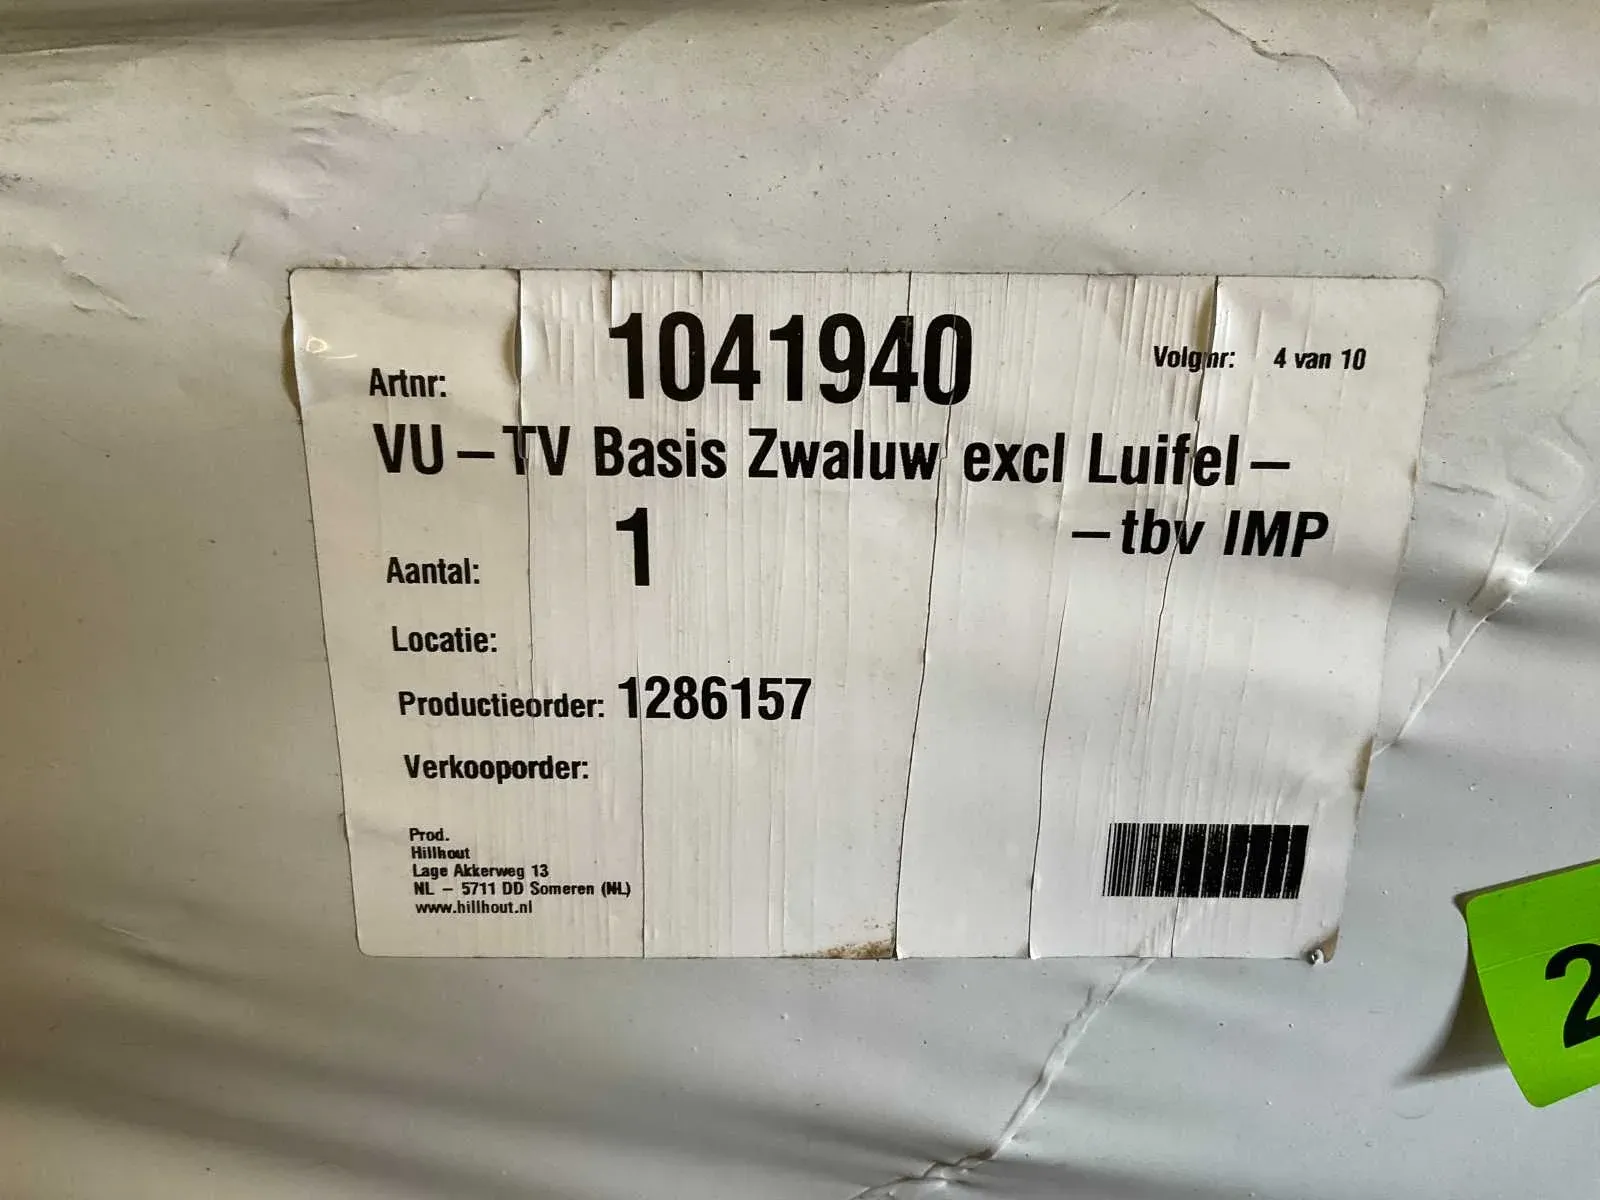 Artnr: 1041940 Volgnr: 4 van 10
VU – TV Basis Zwaluw excl Luifel –
– tbv IMP
Aantal: 1
Locatie:
Productieorder: 1286157
Verkooporder:
Prod.
Hillhout
Lage Akkerweg 13
NL – 5711 DD Someren (NL)
www.hillhout.nl
2